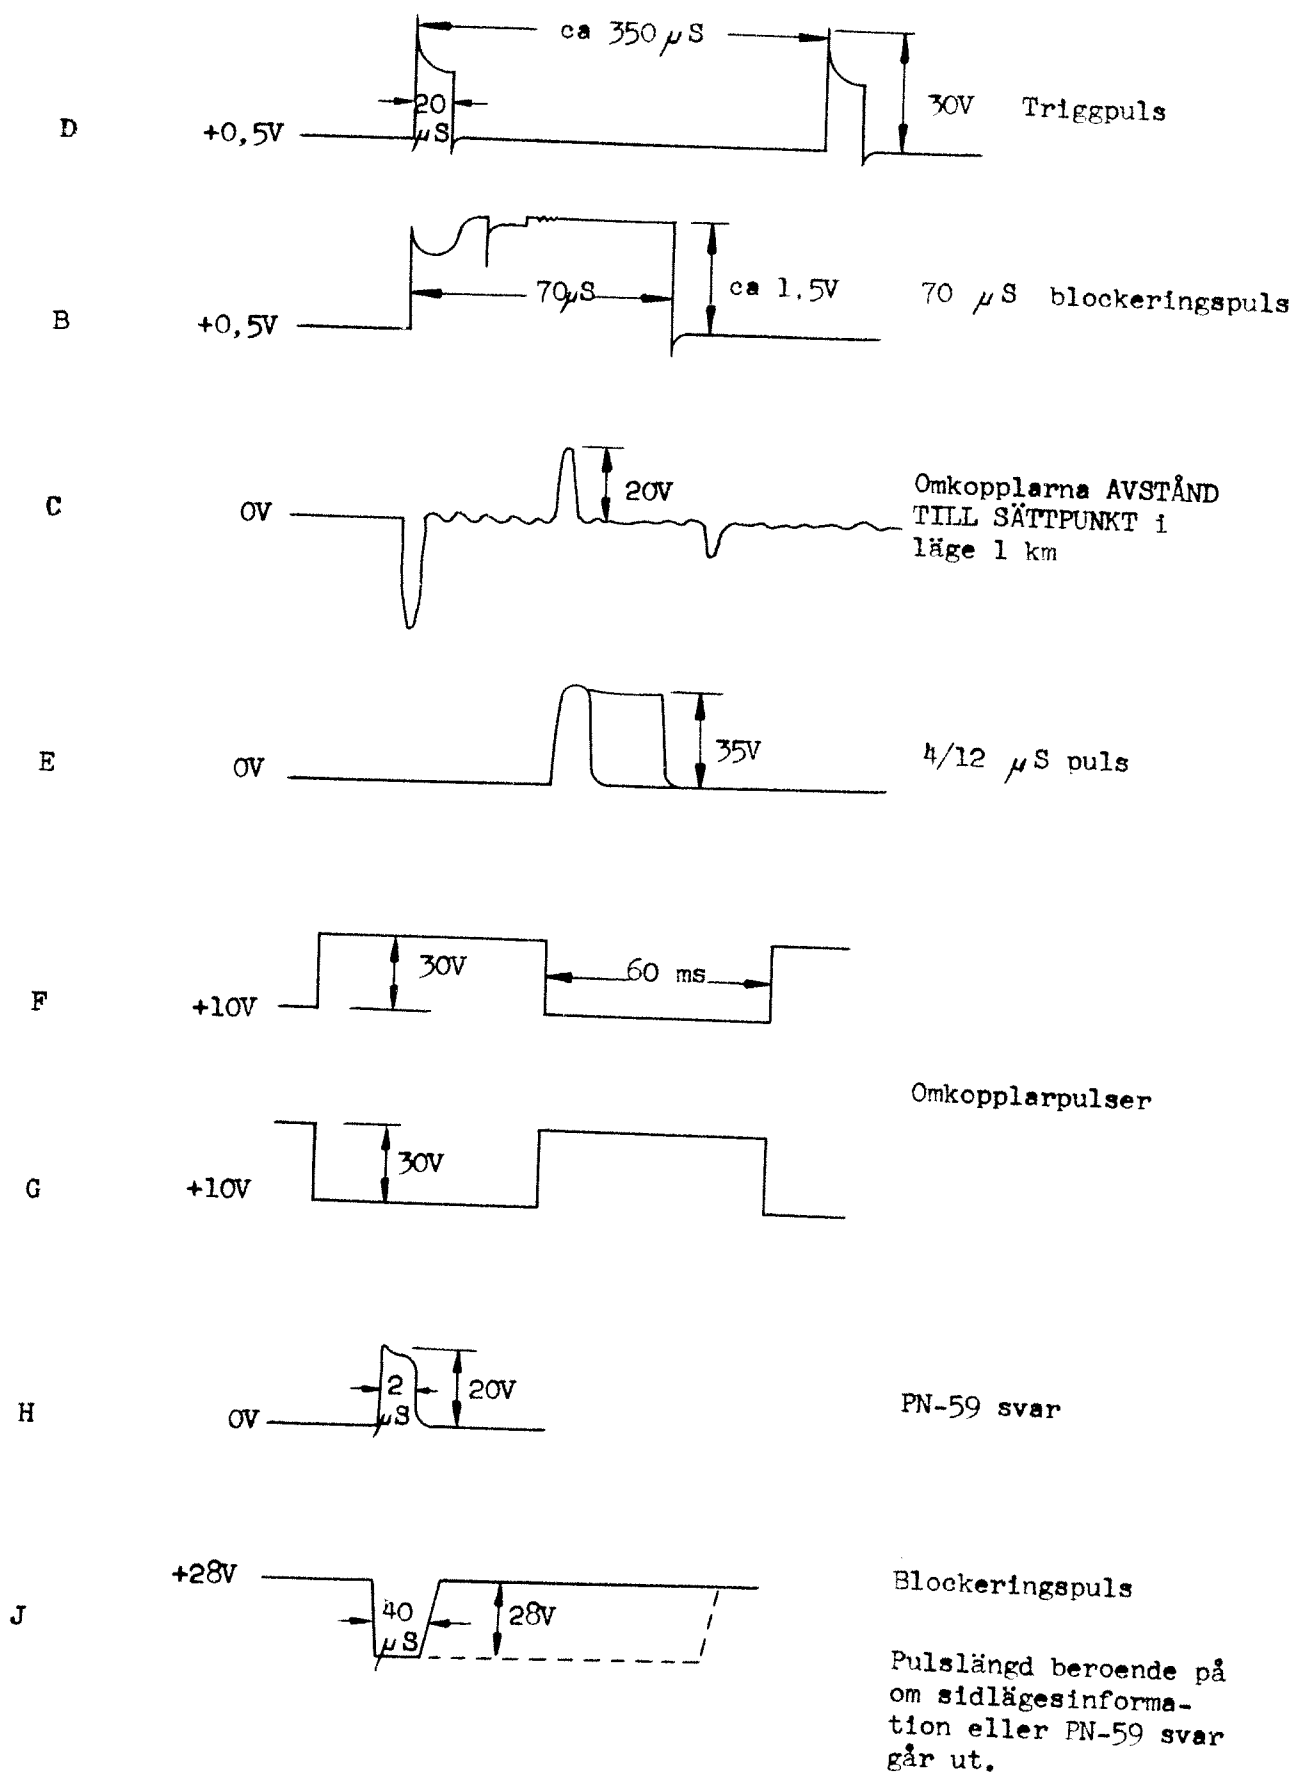 ca 350 µS
20
µS
30V Triggpuls
D +0,5V
70µS ca 1,5V 70 µS blockeringspuls
B +0,5V
20V
C 0V
Omkopplarna AVSTÅND
TILL SÄTTPUNKT i
läge 1 km
35V 4/12 µS puls
E 0V
30V 60 ms
F +10V
Omkopplarpulser
30V
G +10V
2
µS
20V
H 0V PN-59 svar
+28V
J
40
µS
28V
Blockeringspuls
Pulslängd beroende på
om sidlägesinforma-
tion eller PN-59 svar
går ut.